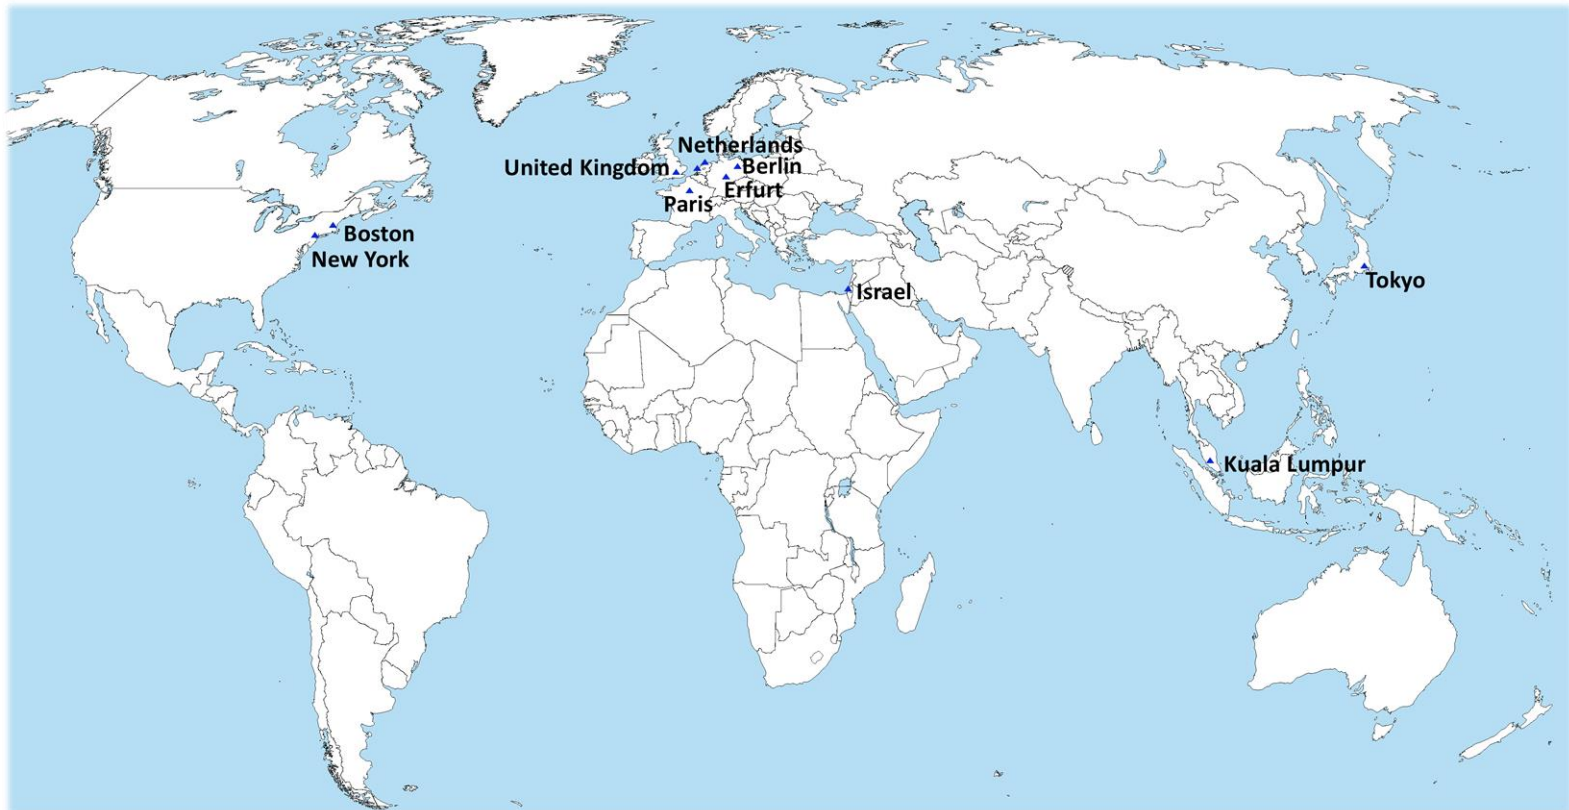 Netherlands
United Kingdom
Berlin
Erfurt
Paris
Boston
New York
Israel
Tokyo
Kuala Lumpur